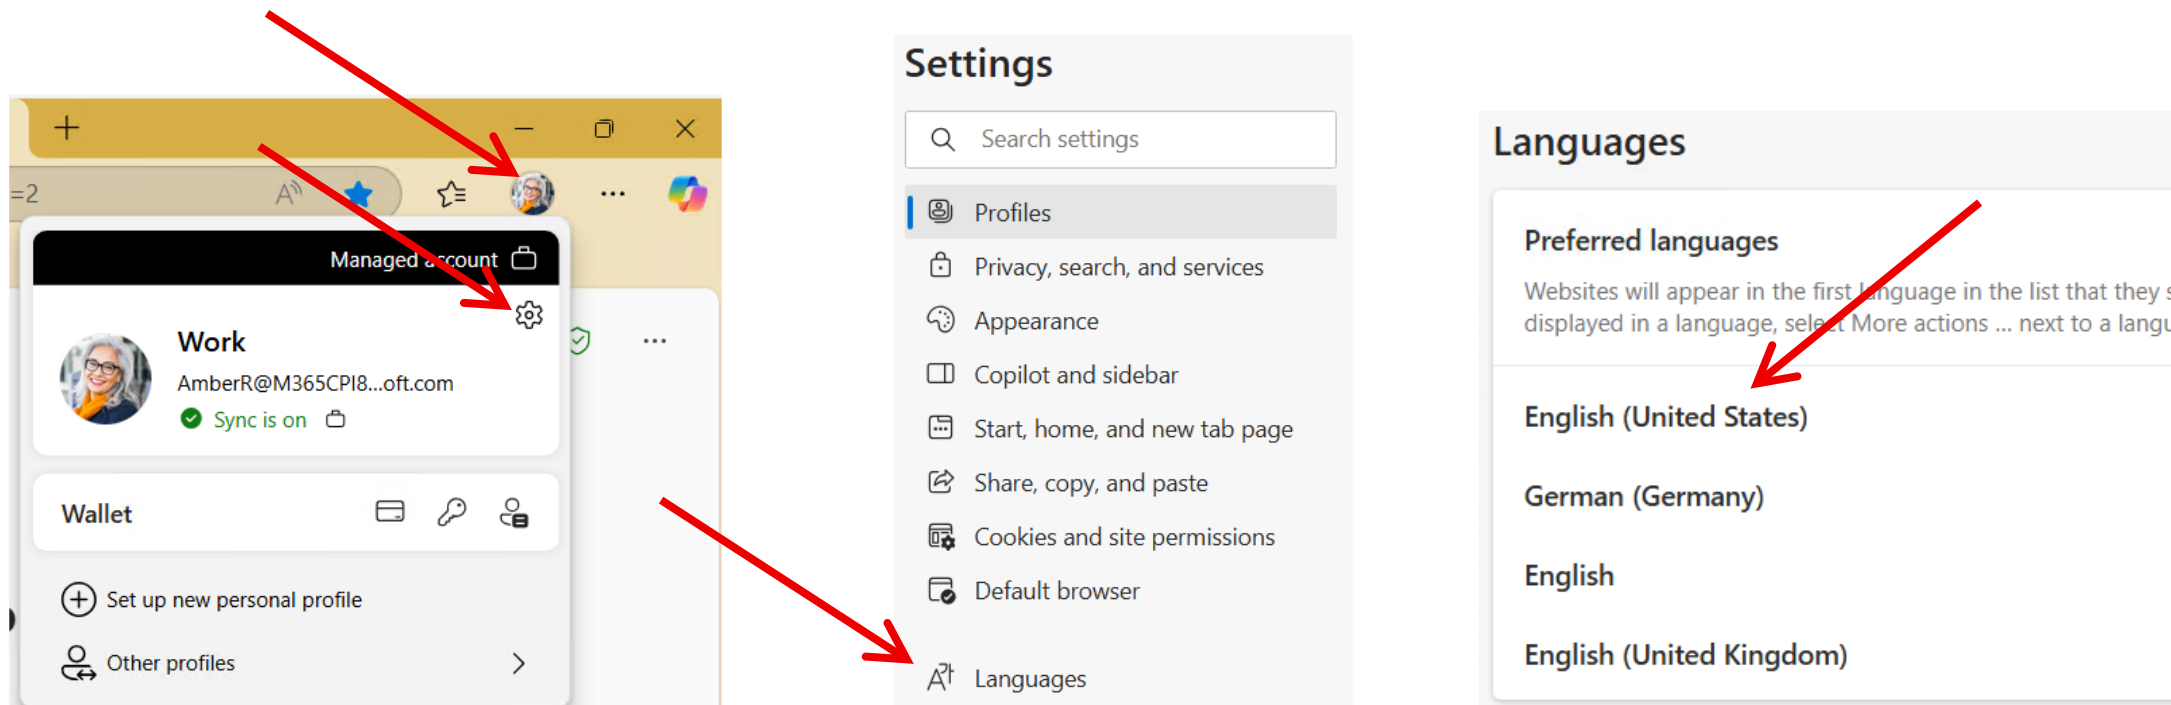 =2
Managed account
Work
AmberR@M365CPI8...oft.com
Sync is on
Wallet
Set up new personal profile
Other profiles
Settings
Search settings
Profiles
Privacy, search, and services
Appearance
Copilot and sidebar
Start, home, and new tab page
Share, copy, and paste
Cookies and site permissions
Default browser
Languages
Languages
Preferred languages
Websites will appear in the first language in the list that they s
displayed in a language, select More actions ... next to a langu
English (United States)
German (Germany)
English
English (United Kingdom)